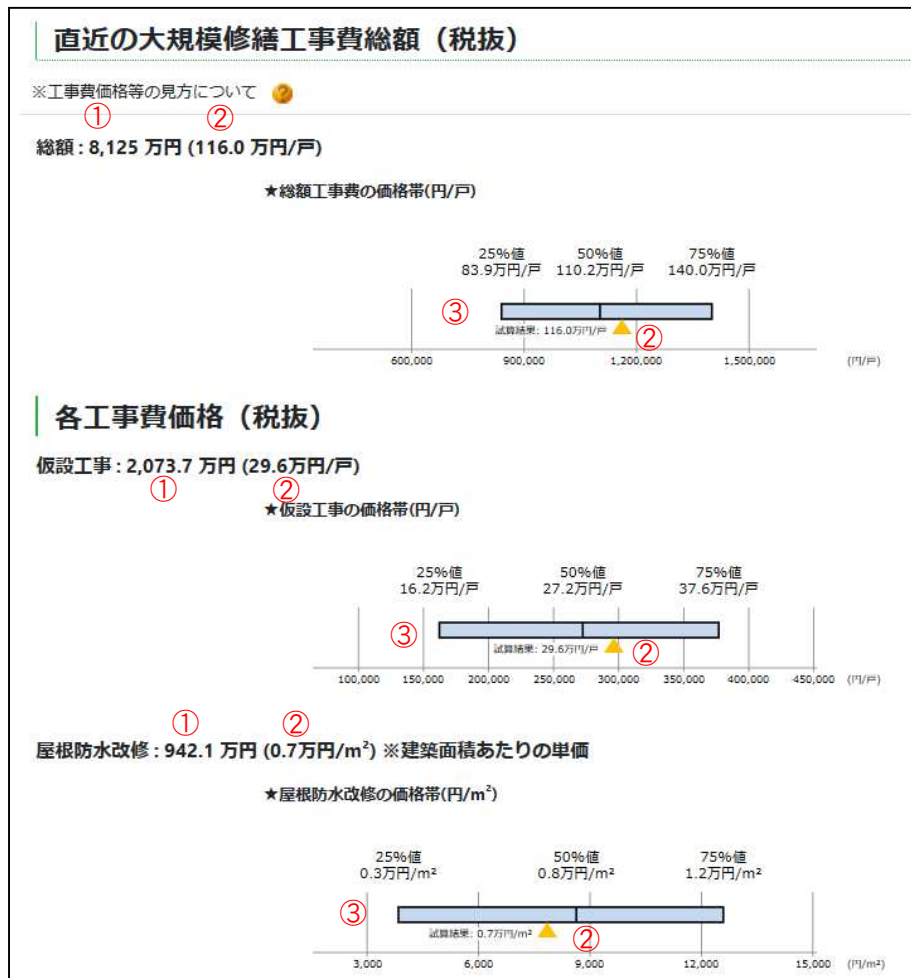 直近の大規模修繕工事費総額（税抜）
※工事費価格等の見方について ?
① ②
総額 : 8,125 万円 (116.0 万円/戸)
★総額工事費の価格帯(円/戸)
25%値 50%値 75%値
83.9万円/戸 110.2万円/戸 140.0万円/戸
③
試算結果: 116.0万円/戸 ②
600,000 900,000 1,200,000 1,500,000 (円/戸)
各工事費価格（税抜）
仮設工事 : 2,073.7 万円 (29.6万円/戸)
① ②
★仮設工事の価格帯(円/戸)
25%値 50%値 75%値
16.2万円/戸 27.2万円/戸 37.6万円/戸
③
試算結果: 29.6万円/戸 ②
100,000 150,000 200,000 250,000 300,000 350,000 400,000 450,000 (円/戸)
① ②
屋根防水改修 : 942.1 万円 (0.7万円/m²) ※建築面積あたりの単価
★屋根防水改修の価格帯(円/m²)
25%値 50%値 75%値
0.3万円/m² 0.8万円/m² 1.2万円/m²
③
試算結果: 0.7万円/m² ②
3,000 6,000 9,000 12,000 15,000 (円/m²)